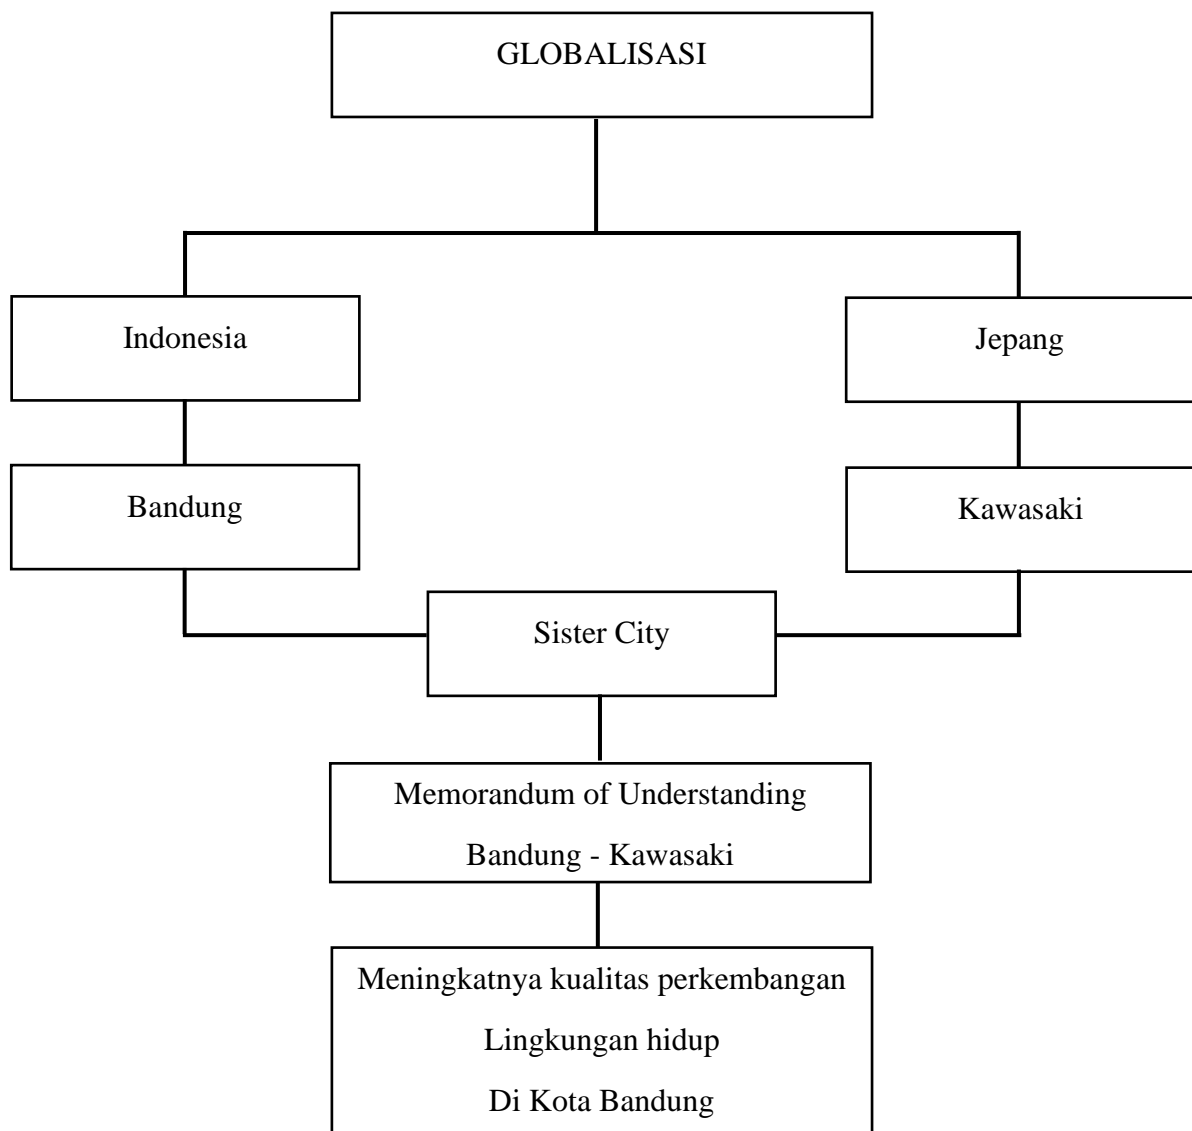 GLOBALISASI
Indonesia
Jepang
Bandung
Kawasaki
Sister City
Memorandum of Understanding
Bandung - Kawasaki
Meningkatnya kualitas perkembangan
Lingkungan hidup
Di Kota Bandung